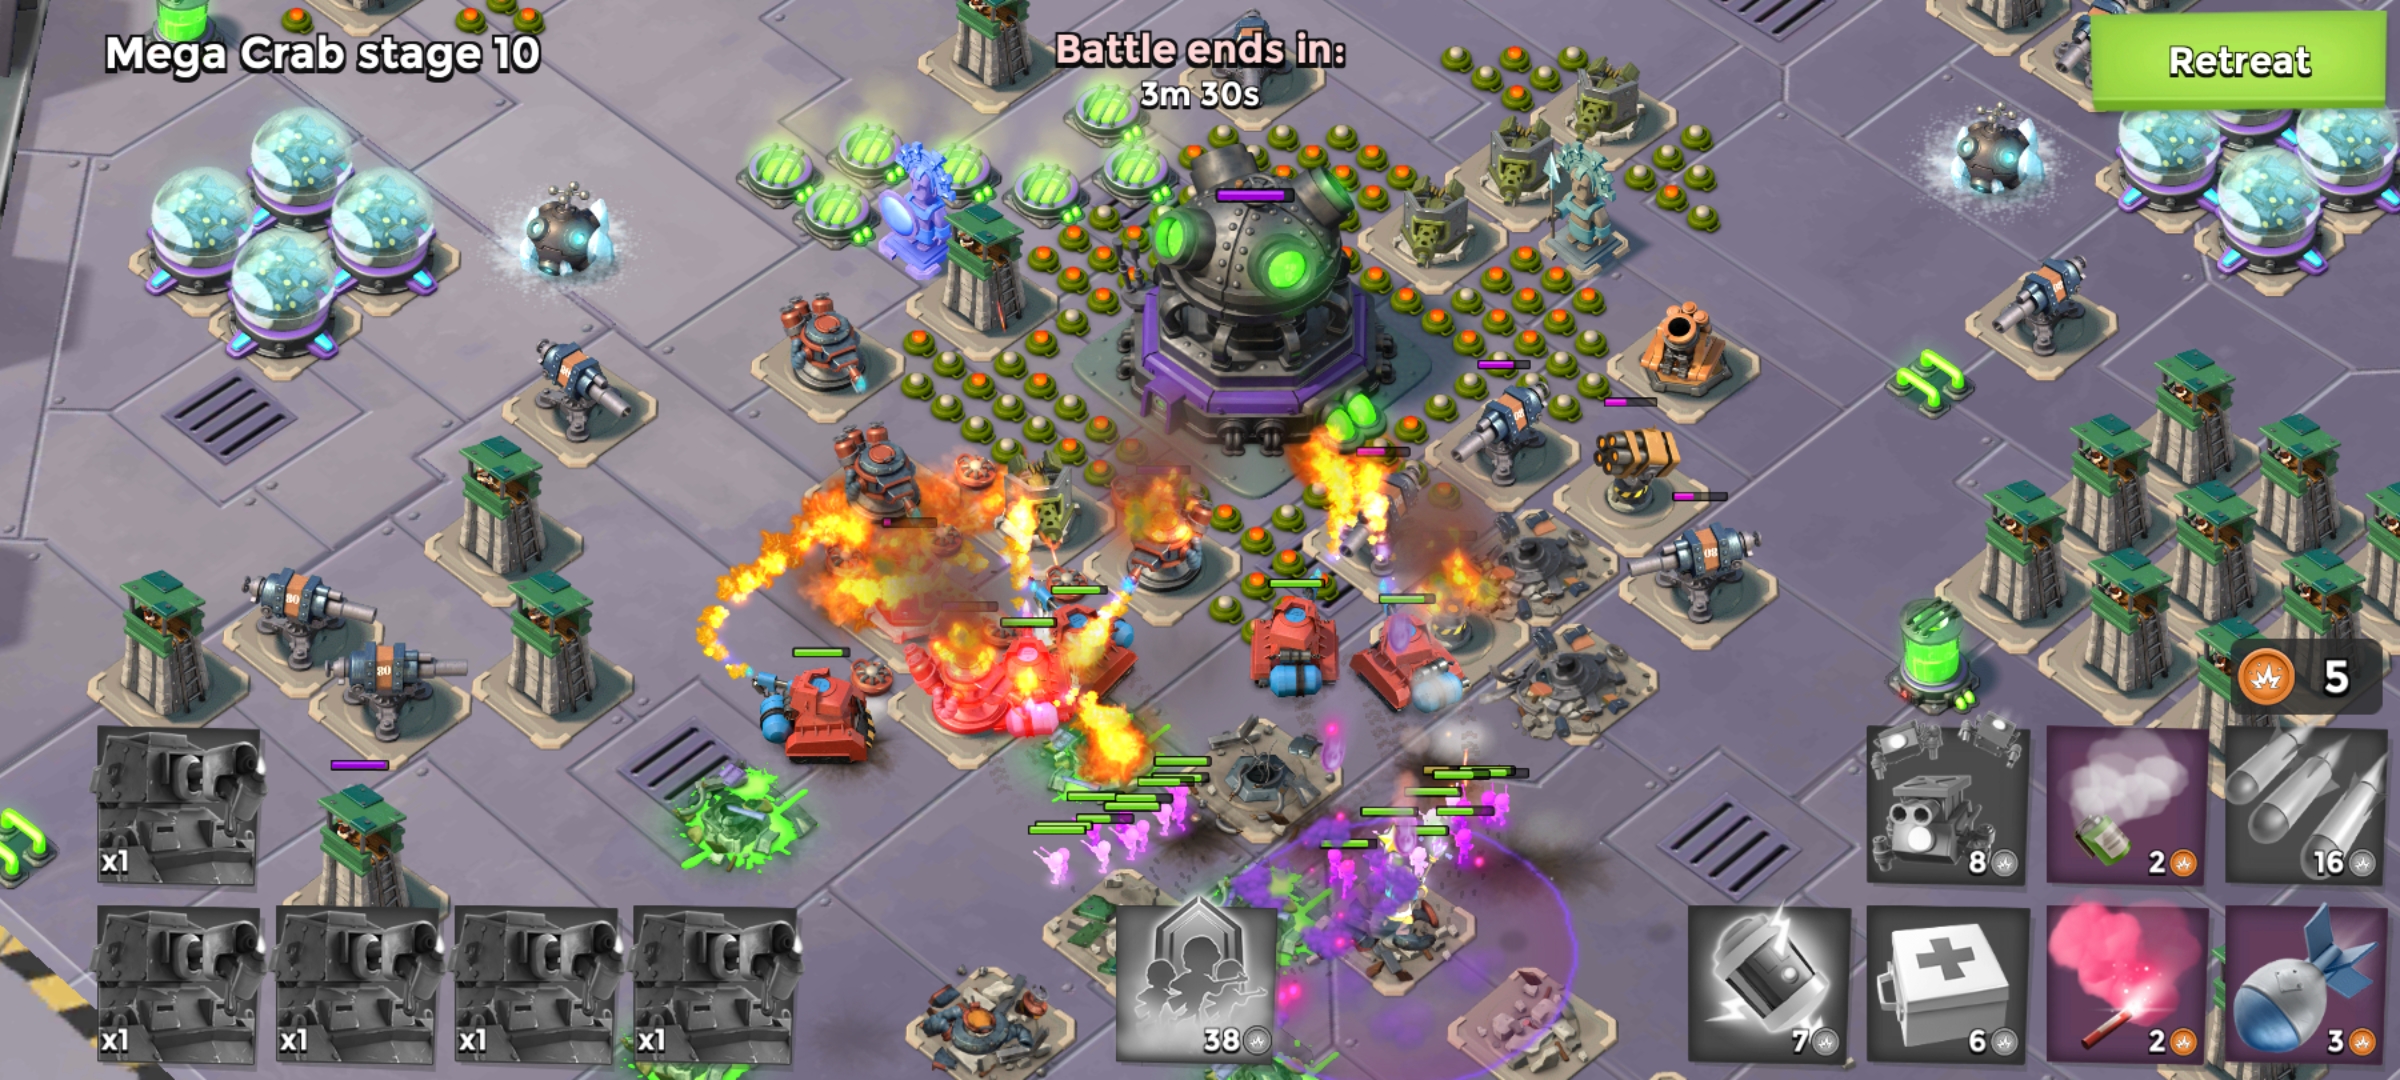 Mega Crab stage 10
Battle ends in:
3m 30s
Retreat
5
x1
8
2
16
x1
x1
x1
x1
38
7
6
2
3